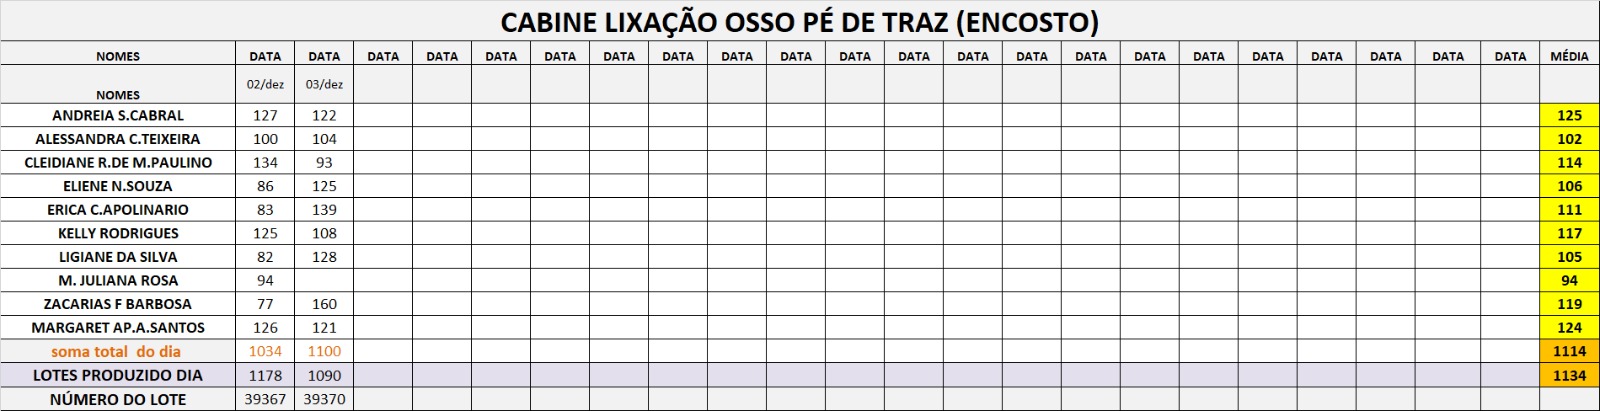 CABINE LIXAÇÃO OSSO PÉ DE TRAZ (ENCOSTO)
NOMES DATA DATA DATA DATA DATA DATA DATA DATA DATA DATA DATA DATA DATA DATA DATA DATA DATA DATA DATA DATA DATA DATA MÉDIA
NOMES 02/dez 03/dez
ANDREIA S.CABRAL 127 122 125
ALESSANDRA C.TEIXEIRA 100 104 102
CLEIDIANE R.DE M.PAULINO 134 93 114
ELIENE N.SOUZA 86 125 106
ERICA C.APOLINARIO 83 139 111
KELLY RODRIGUES 125 108 117
LIGIANE DA SILVA 82 128 105
M. JULIANA ROSA 94 94
ZACARIAS F BARBOSA 77 160 119
MARGARET AP.A.SANTOS 126 121 124
soma total do dia 1034 1100 1114
LOTES PRODUZIDO DIA 1178 1090 1134
NÚMERO DO LOTE 39367 39370